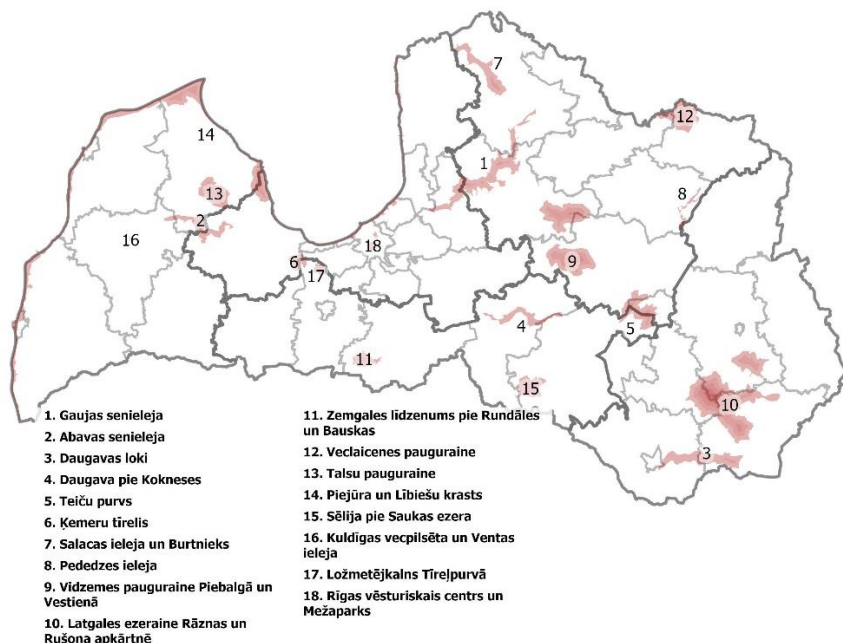 7
12
14
1
8
13
2
16
18
9
6
17
4
5
11
15
10
3
1. Gaujas senieleja
2. Abavas senieleja
3. Daugavas loki
4. Daugava pie Kokneses
5. Teiču purvs
6. Ķemeru tīrelis
7. Salacas ieleja un Burtnieks
8. Pededzes ieleja
9. Vidzemes pauguraine Piebalgā un
Vestienā
10. Latgales ezeraine Rāznas un
Rušona apkārtnē
11. Zemgales līdzenums pie Rundāles
un Bauskas
12. Veclaicenes pauguraine
13. Talsu pauguraine
14. Piejūra un Lībiešu krasts
15. Sēlija pie Saukas ezera
16. Kuldīgas vecpilsēta un Ventas
ieleja
17. Ložmetējkalns Tīreļpurvā
18. Rīgas vēsturiskais centrs un
Mežaparks